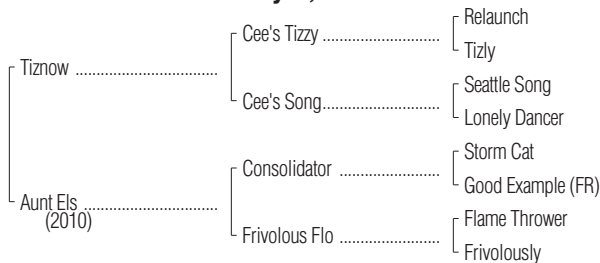 Relaunch
Cee's Tizzy ........................
Tizly
Tiznow ................................
Seattle Song
Cee's Song........................
Lonely Dancer
Storm Cat
Consolidator ....................
Good Example (FR)
Aunt Els ..............................
(2010)
Flame Thrower
Frivolous Flo ....................
Frivolously